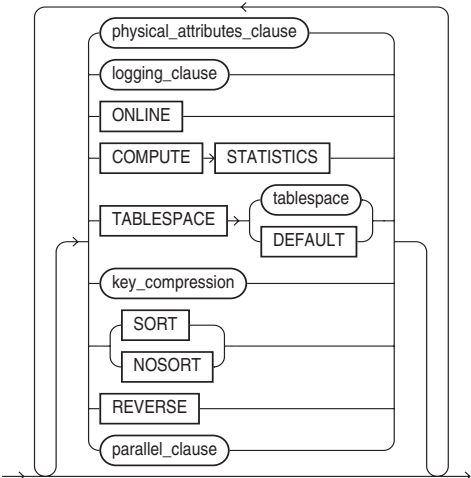 physical_attributes_clause
logging_clause
ONLINE
COMPUTE STATISTICS
TABLESPACE
tablespace
DEFAULT
key_compression
SORT
NOSORT
REVERSE
parallel_clause